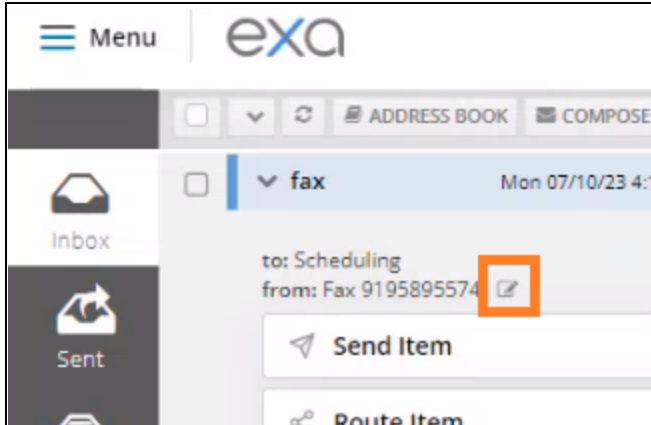 Menu
exa
ADDRESS BOOK COMPOSE
fax Mon 07/10/23 4:1
Inbox
to: Scheduling
from: Fax 9195895574
Send Item
Sent
Route Item